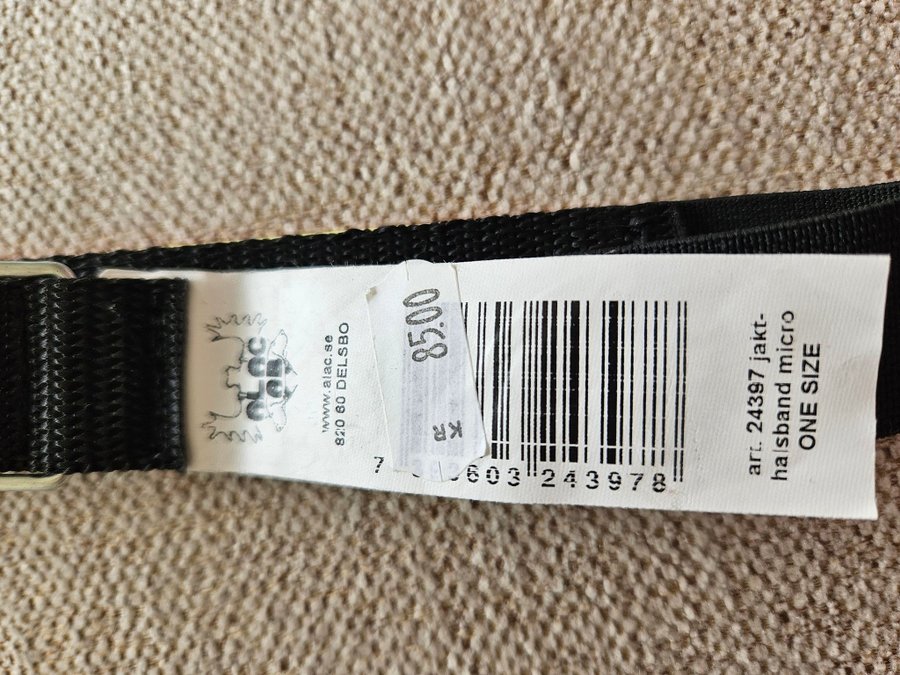 ALAC
www.alac.se
820 60 DELSBO
85.00
KR
7
603 243978
art. 24397 jakt-
halsband micro
ONE SIZE